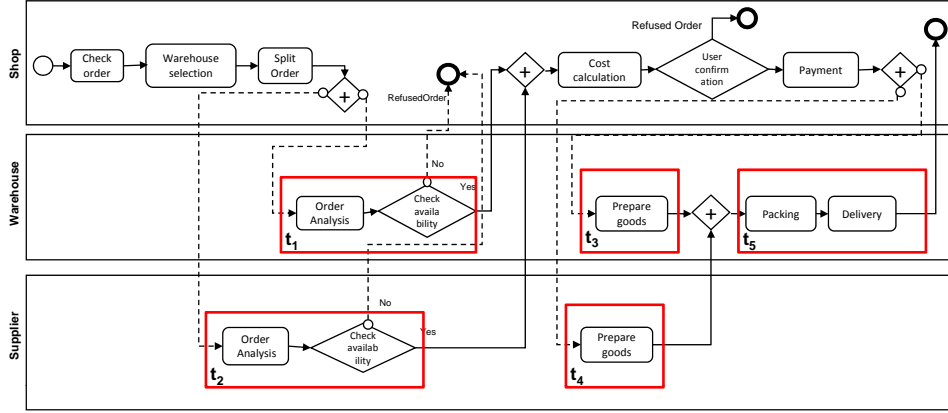 Shop
Check
order
Warehouse
selection
Split
Order
+
RefusedOrder
+
Cost
calculation
User
confirm
ation
Refused Order
Payment
+
Warehouse
Order
Analysis
Check
availa
bility
No
Yes
t1
Prepare
goods
t3
+
Packing
Delivery
t5
Supplier
Order
Analysis
Check
availab
ility
No
Yes
t2
Prepare
goods
t4